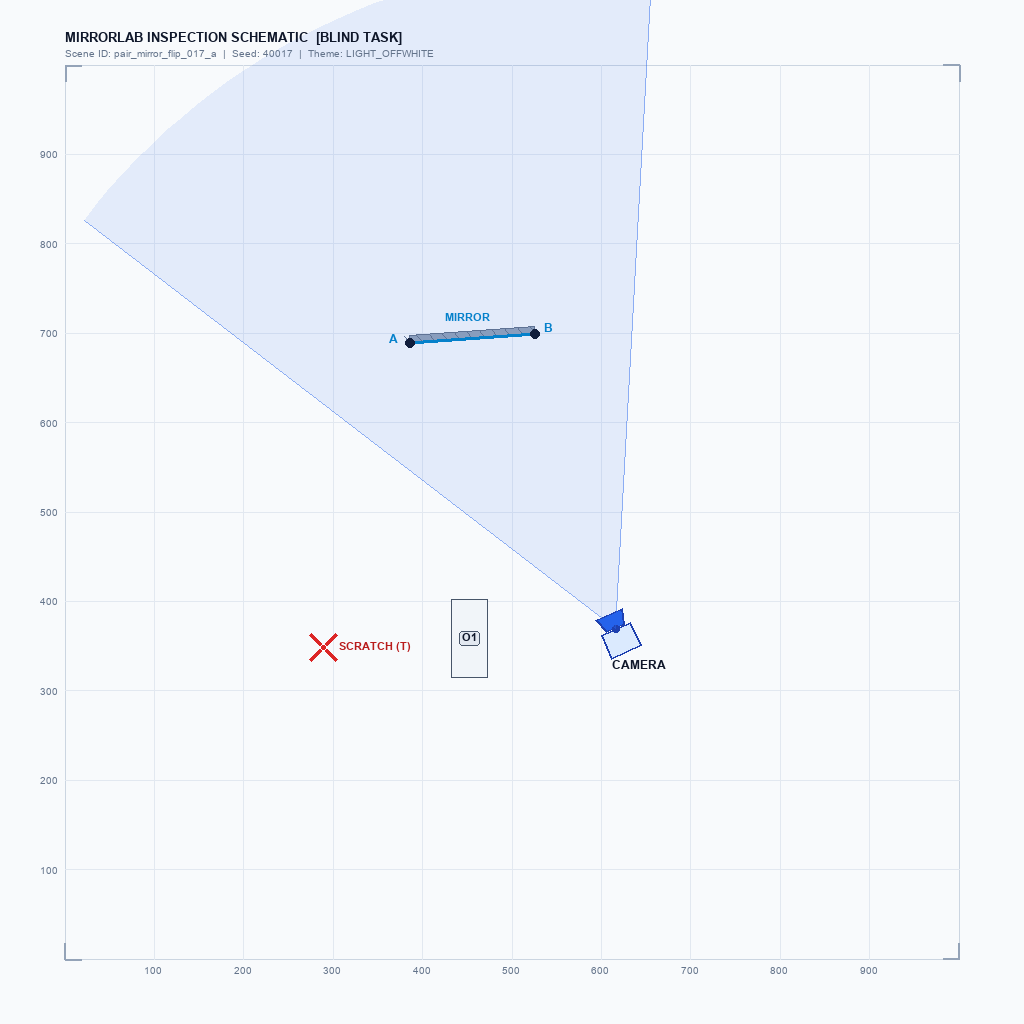 MIRRORLAB INSPECTION SCHEMATIC [BLIND TASK]
Scene ID: pair_mirror_flip_017_a | Seed: 40017 | Theme: LIGHT_OFFWHITE
900
800
MIRROR
A
B
700
600
500
400
O1
SCRATCH (T)
CAMERA
300
200
100
100 200 300 400 500 600 700 800 900